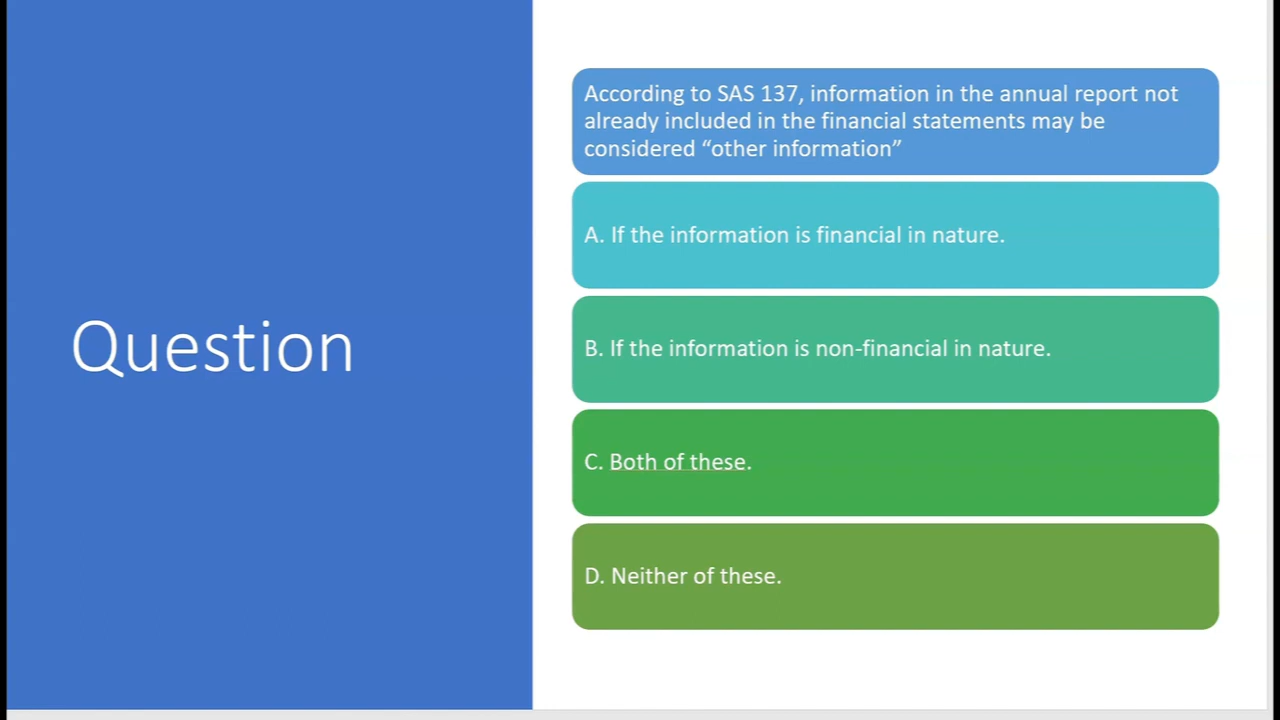 Question
According to SAS 137, information in the annual report not
already included in the financial statements may be
considered “other information”
A. If the information is financial in nature.
B. If the information is non-financial in nature.
C. Both of these.
D. Neither of these.